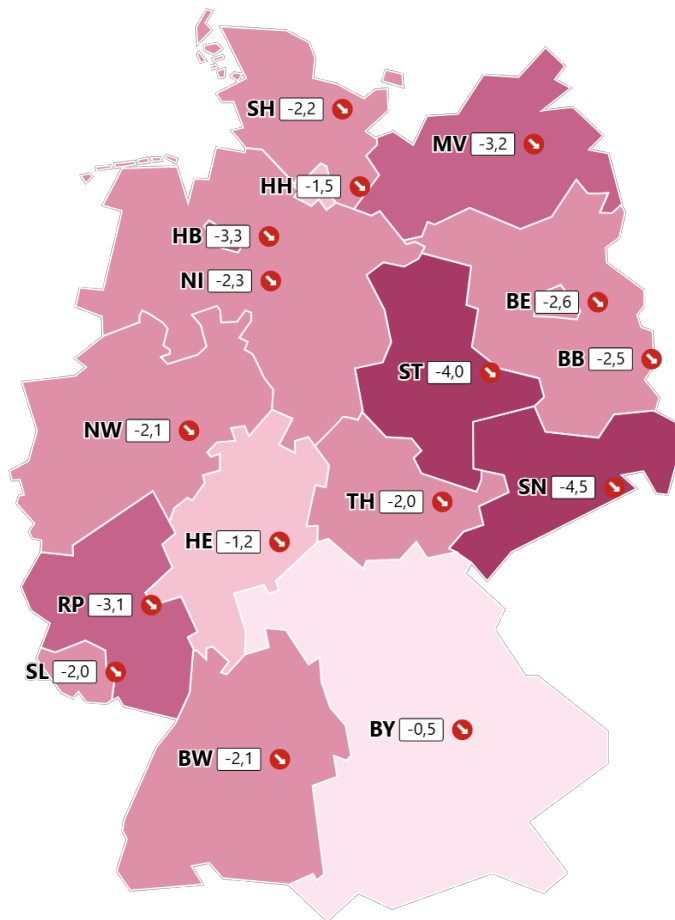 SH -2,2
MV -3,2
HH -1,5
HB -3,3
NI -2,3
BE -2,6
BB -2,5
ST -4,0
NW -2,1
SN -4,5
TH -2,0
HE -1,2
RP -3,1
SL -2,0
BY -0,5
BW -2,1